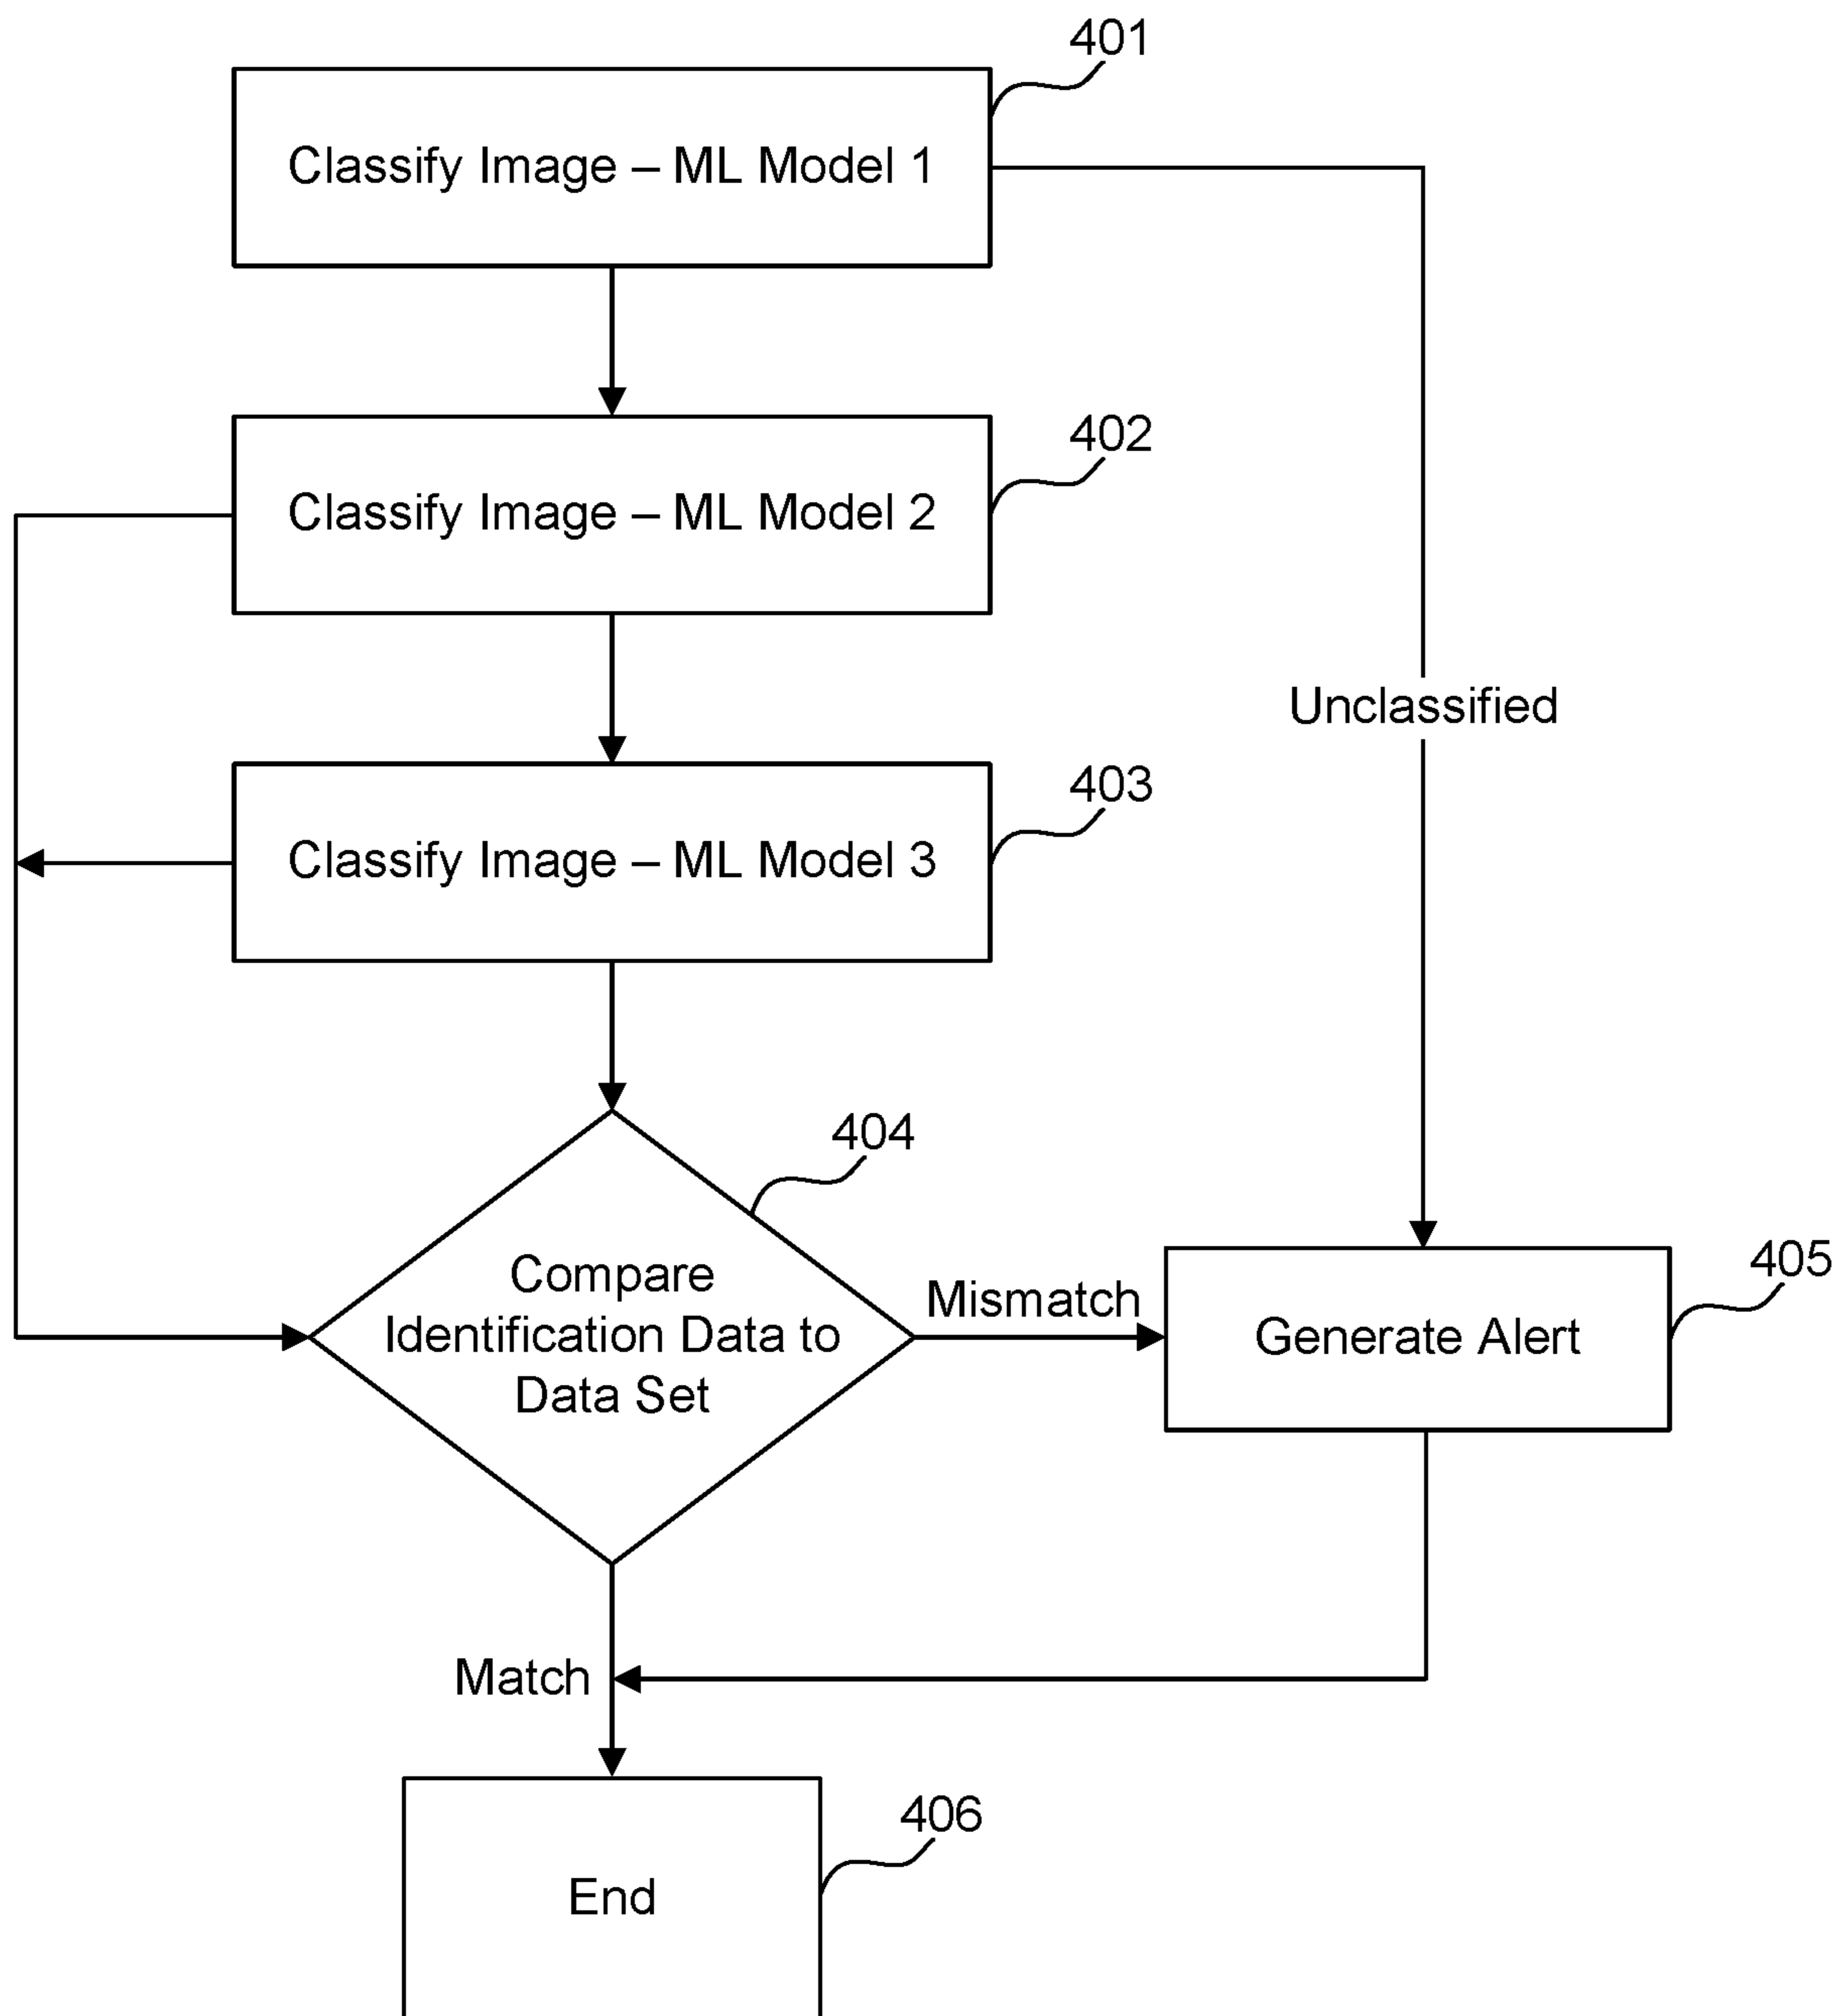 401
Classify Image – ML Model 1
402
Classify Image – ML Model 2
Unclassified
403
Classify Image – ML Model 3
404
Compare
Identification Data to
Data Set
Mismatch
405
Generate Alert
Match
406
End